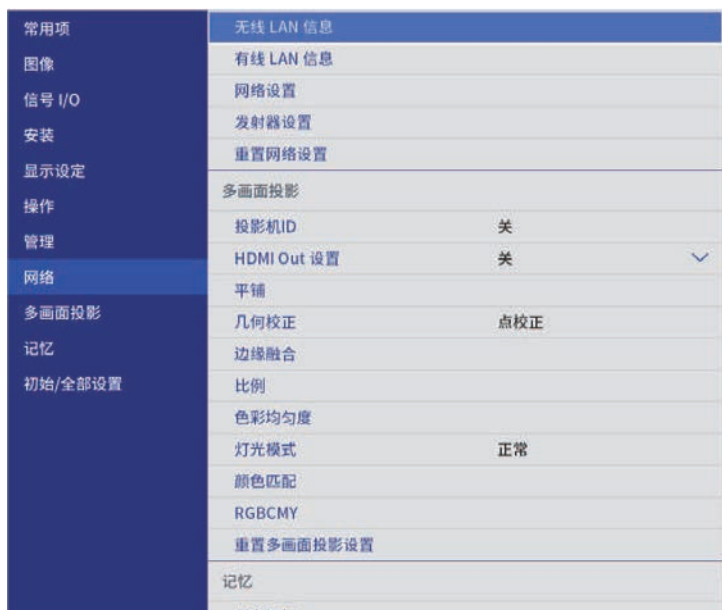 常用项
图像
信号 I/O
安装
显示设定
操作
管理
网络
多画面投影
记忆
初始/全部设置
无线 LAN 信息
有线 LAN 信息
网络设置
发射器设置
重置网络设置
多画面投影
投影机ID 关
HDMI Out 设置 关
平铺
几何校正 点校正
边缘融合
比例
色彩均匀度
灯光模式 正常
颜色匹配
RGBCMY
重置多画面投影设置
记忆